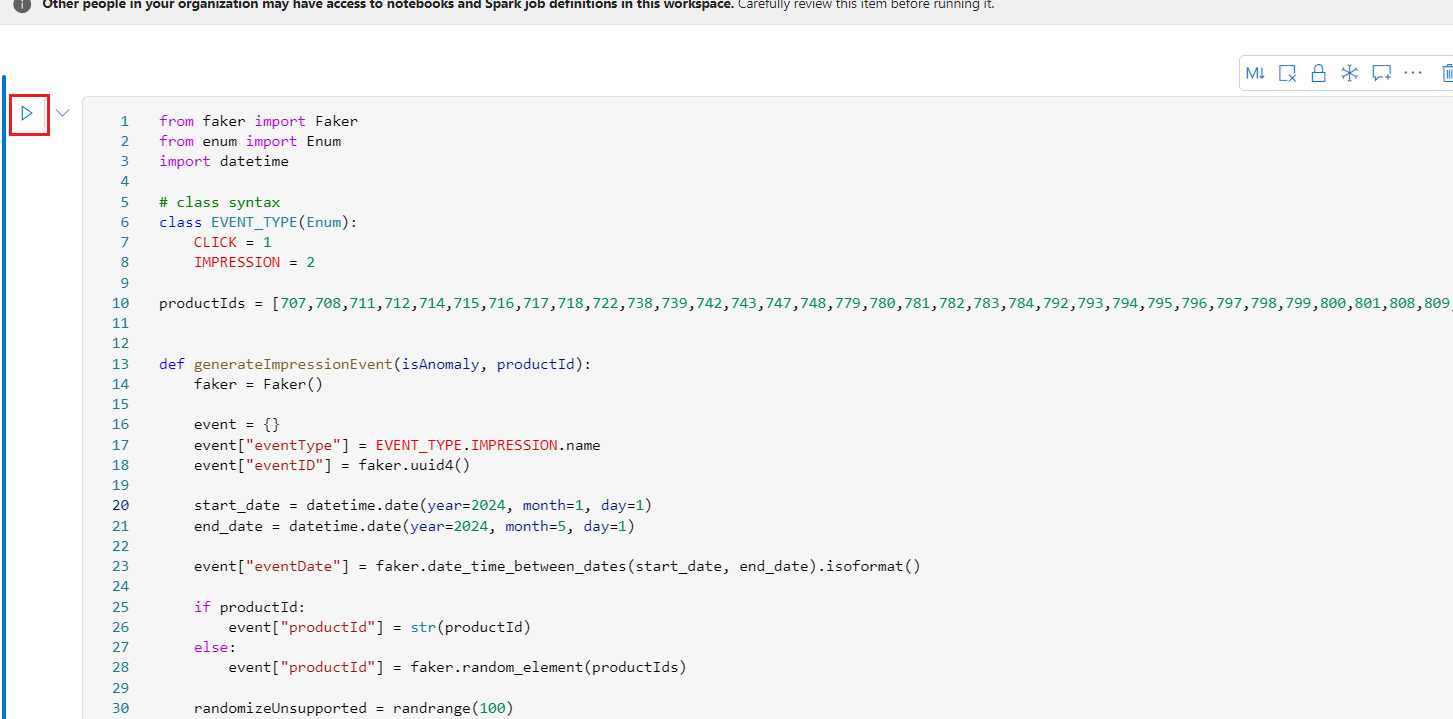 Other people in your organization may have access to notebooks and Spark job definitions in this workspace. Carefully review this item before running it.
M↓
1 from faker import Faker
2 from enum import Enum
3 import datetime
4
5 # class syntax
6 class EVENT_TYPE(Enum):
7     CLICK = 1
8     IMPRESSION = 2
9
10 productIds = [707,708,711,712,714,715,716,717,718,722,738,739,742,743,747,748,779,780,781,782,783,784,792,793,794,795,796,797,798,799,800,801,808,809
11
12
13 def generateImpressionEvent(isAnomaly, productId):
14     faker = Faker()
15
16     event = {}
17     event["eventType"] = EVENT_TYPE.IMPRESSION.name
18     event["eventID"] = faker.uuid4()
19
20     start_date = datetime.date(year=2024, month=1, day=1)
21     end_date = datetime.date(year=2024, month=5, day=1)
22
23     event["eventDate"] = faker.date_time_between_dates(start_date, end_date).isoformat()
24
25     if productId:
26         event["productId"] = str(productId)
27     else:
28         event["productId"] = faker.random_element(productIds)
29
30     randomizeUnsupported = randrange(100)